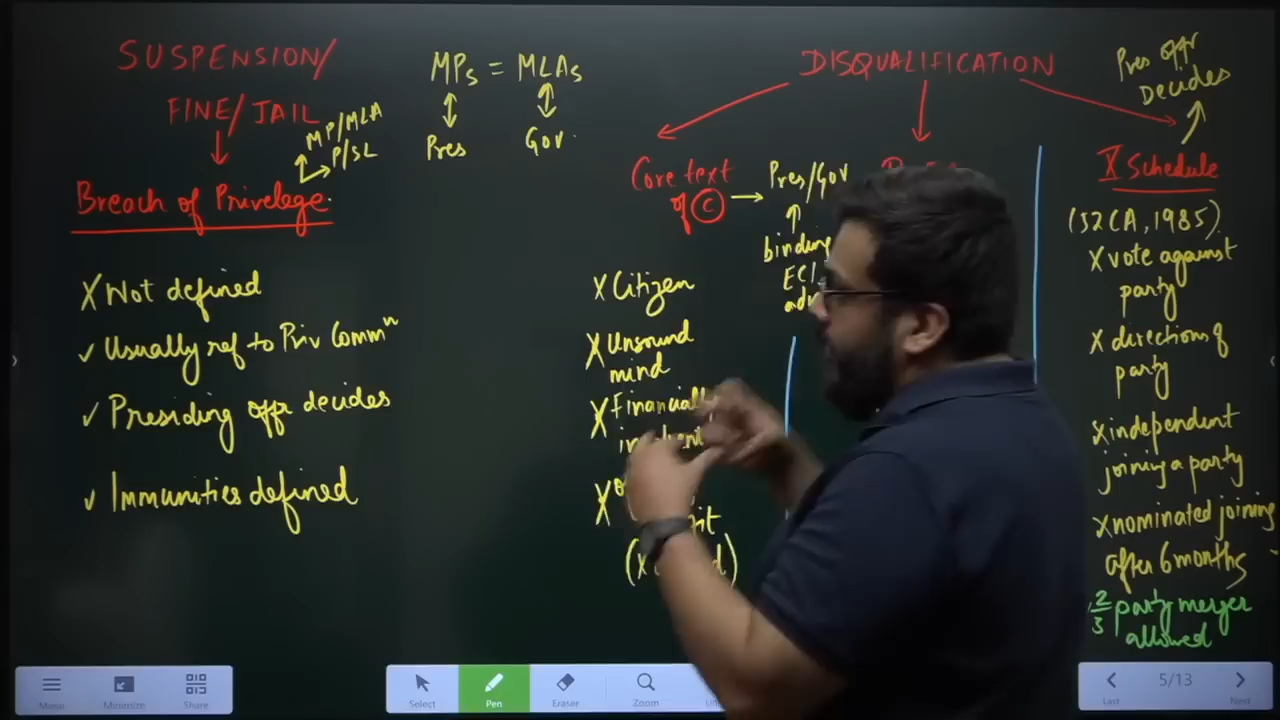 SUSPENSION/
FINE/JAIL
MP/MLA
P/SL
Breach of Privelege
X Not defined
✓ Usually ref to Priv Commⁿ
✓ Presiding offr decides
✓ Immunities defined
MPs = MLAs
Pres
Gov.
DISQUALIFICATION
Core text
of (C) → Pres/Gov
binding
ECI
X Citizen
X Unsound
mind
X Financially
X
Pres offr
Decides
X Schedule
(52 CA, 1985)
X vote against
party
X directions of
party
X independent
joining a party
X nominated joining
after 6 months
2/3 party merger
allowed
Menu
Minimize
Share
Select
Pen
Eraser
Zoom
Last
5/13
Next